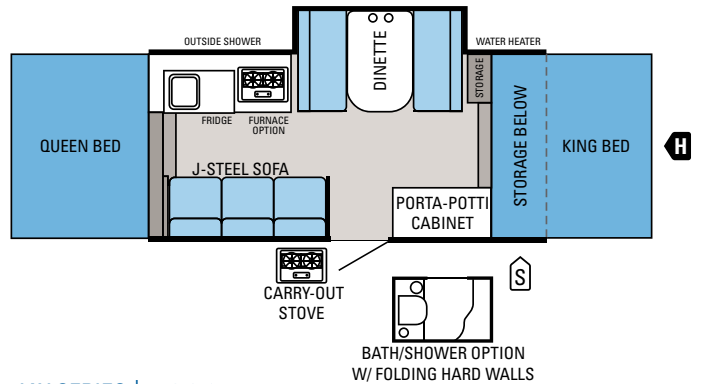 OUTSIDE SHOWER
WATER HEATER
DINETTE
STORAGE
FRIDGE
FURNACE
OPTION
QUEEN BED
STORAGE BELOW
KING BED
H
J-STEEL SOFA
PORTA-POTTI
CABINET
S
CARRY-OUT
STOVE
BATH/SHOWER OPTION
W/ FOLDING HARD WALLS